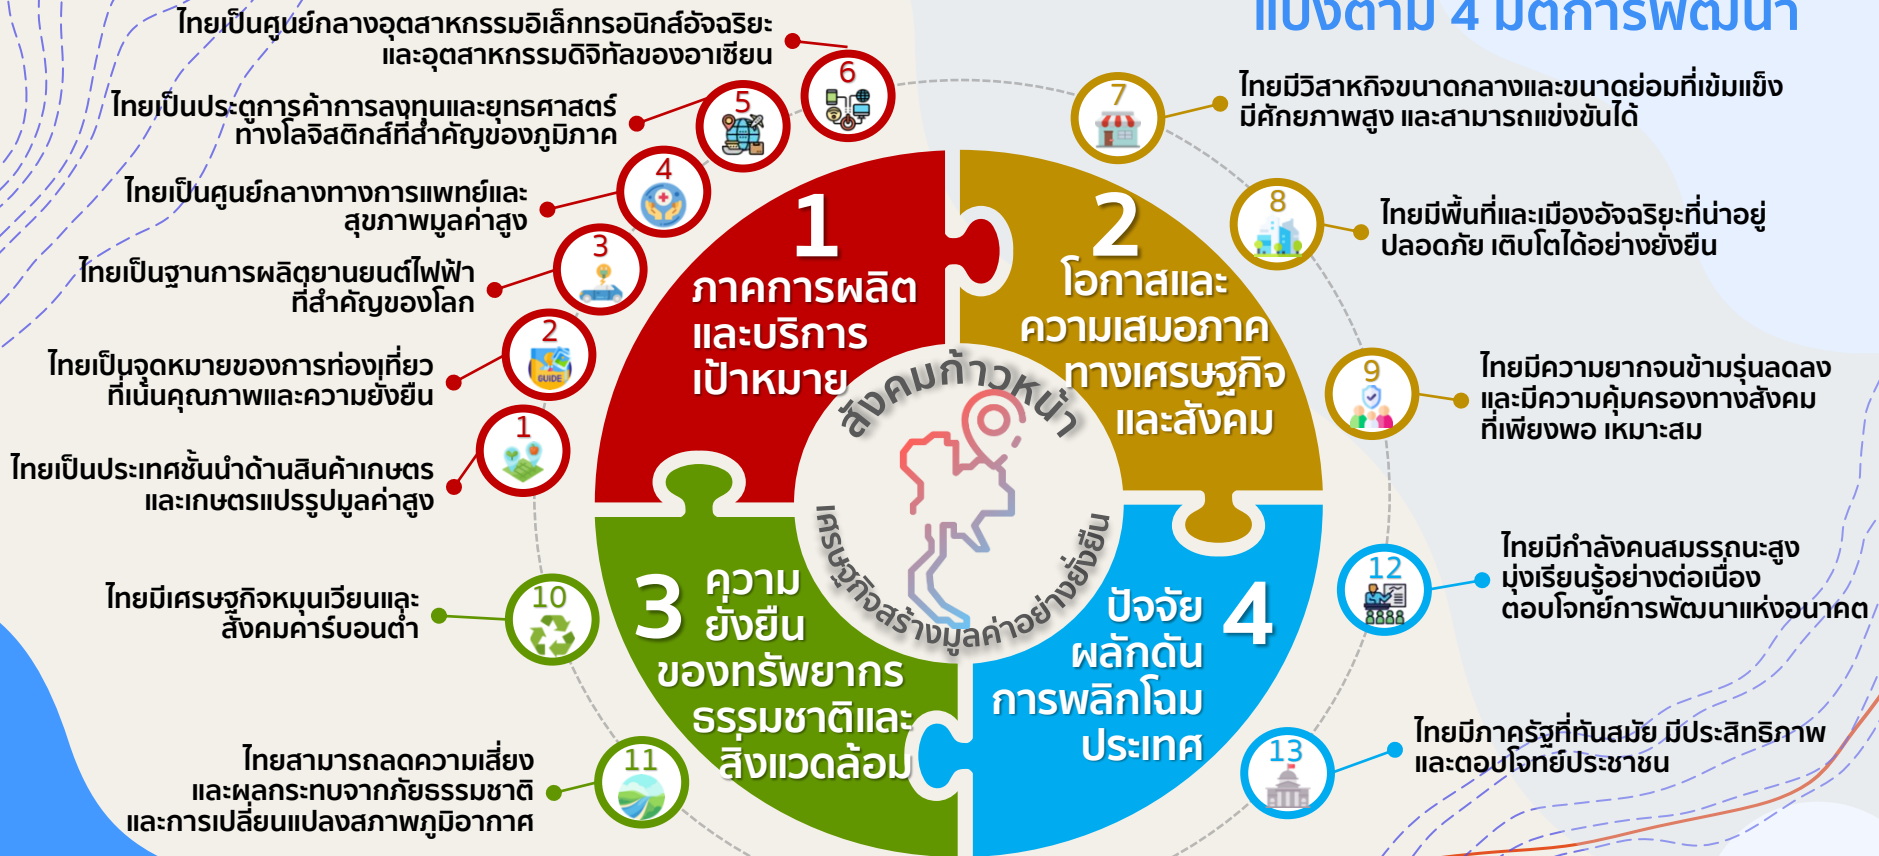 แบ่งตาม 4 มิติการพัฒนา
ไทยเป็นศูนย์กลางอุตสาหกรรมอิเล็กทรอนิกส์อัจฉริยะ
และอุตสาหกรรมดิจิทัลของอาเซียน
6
ไทยเป็นประตูการค้าการลงทุนและยุทธศาสตร์
ทางโลจิสติกส์ที่สำคัญของภูมิภาค
5
ไทยเป็นศูนย์กลางทางการแพทย์และ
สุขภาพมูลค่าสูง
4
ไทยเป็นฐานการผลิตยานยนต์ไฟฟ้า
ที่สำคัญของโลก
3
ไทยเป็นจุดหมายของการท่องเที่ยว
ที่เน้นคุณภาพและความยั่งยืน
2
GUIDE
ไทยเป็นประเทศชั้นนำด้านสินค้าเกษตร
และเกษตรแปรรูปมูลค่าสูง
1
1
ภาคการผลิต
และบริการ
เป้าหมาย
2
โอกาสและ
ความเสมอภาค
ทางเศรษฐกิจ
และสังคม
7
ไทยมีวิสาหกิจขนาดกลางและขนาดย่อมที่เข้มแข็ง
มีศักยภาพสูง และสามารถแข่งขันได้
8
ไทยมีพื้นที่และเมืองอัจฉริยะที่น่าอยู่
ปลอดภัย เติบโตได้อย่างยั่งยืน
9
ไทยมีความยากจนข้ามรุ่นลดลง
และมีความคุ้มครองทางสังคม
ที่เพียงพอ เหมาะสม
สังคมก้าวหน้า
เศรษฐกิจสร้างมูลค่าอย่างยั่งยืน
ไทยมีเศรษฐกิจหมุนเวียนและ
สังคมคาร์บอนต่ำ
10
ไทยสามารถลดความเสี่ยง
และผลกระทบจากภัยธรรมชาติ
และการเปลี่ยนแปลงสภาพภูมิอากาศ
11
3
ความ
ยั่งยืน
ของทรัพยากร
ธรรมชาติและ
สิ่งแวดล้อม
4
ปัจจัย
ผลักดัน
การพลิกโฉม
ประเทศ
12
ไทยมีกำลังคนสมรรถนะสูง
มุ่งเรียนรู้อย่างต่อเนื่อง
ตอบโจทย์การพัฒนาแห่งอนาคต
13
ไทยมีภาครัฐที่ทันสมัย มีประสิทธิภาพ
และตอบโจทย์ประชาชน